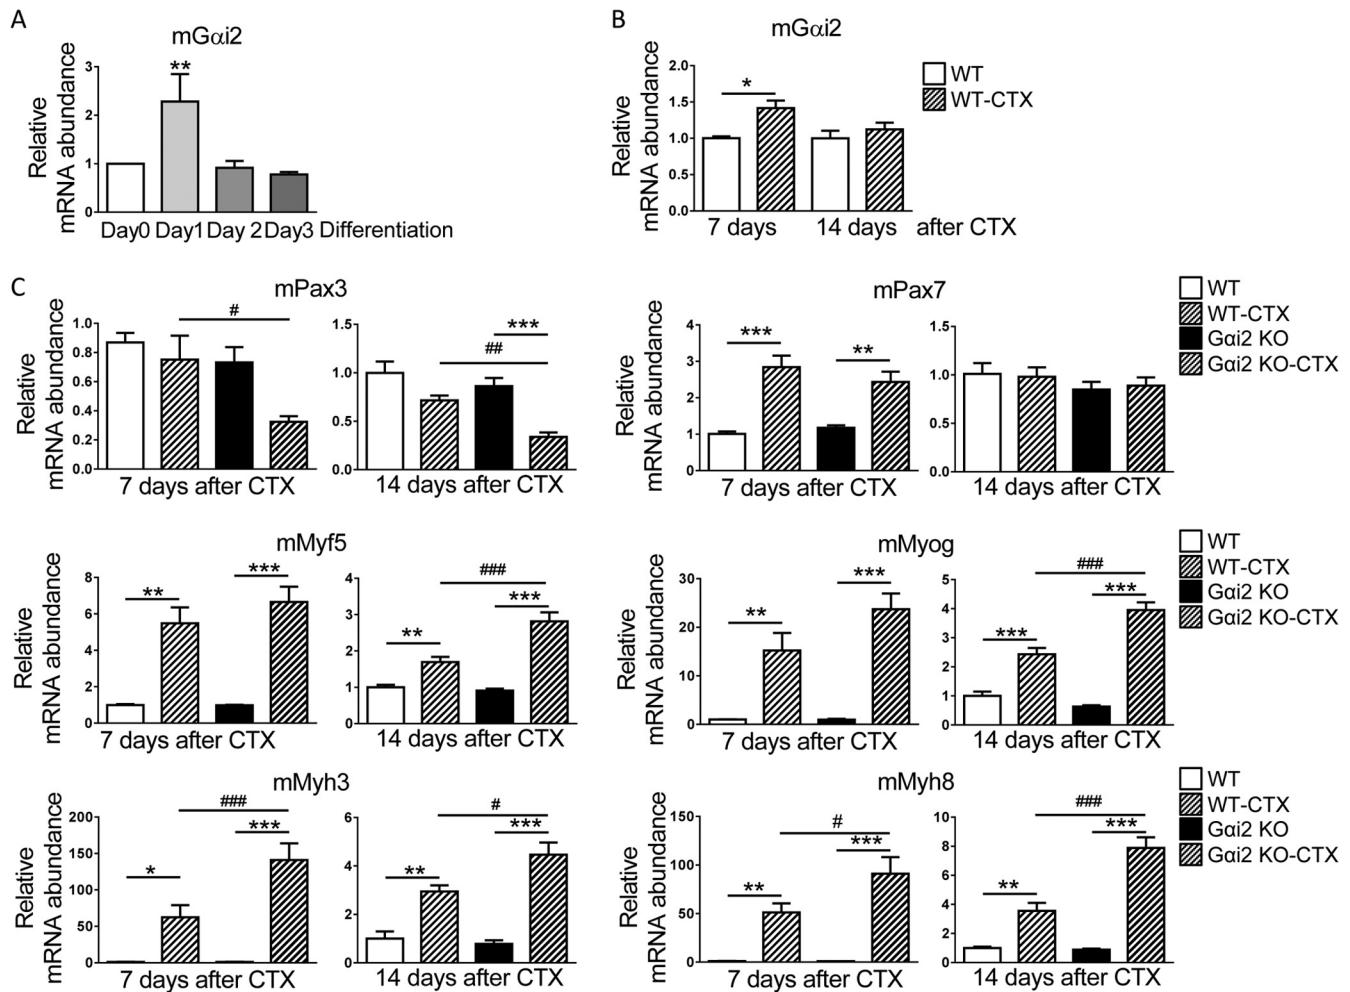 A
mGαi2
Relative
mRNA abundance
3
2
1
0
**
Day0 Day1 Day 2 Day3 Differentiation
B
mGαi2
Relative
mRNA abundance
2.0
1.5
1.0
0.5
0.0
*
7 days 14 days after CTX
WT
WT-CTX
C
mPax3
Relative
mRNA abundance
1.0
0.8
0.6
0.4
0.2
0.0
#
7 days after CTX
1.5
1.0
0.5
0.0
***
##
14 days after CTX
mPax7
Relative
mRNA abundance
4
3
2
1
0
***
**
7 days after CTX
1.5
1.0
0.5
0.0
14 days after CTX
WT
WT-CTX
Gαi2 KO
Gαi2 KO-CTX
mMyf5
Relative
mRNA abundance
8
6
4
2
0
**
***
7 days after CTX
4
3
2
1
0
###
***
**
14 days after CTX
mMyog
Relative
mRNA abundance
30
20
10
0
**
***
7 days after CTX
5
4
3
2
1
0
###
***
***
14 days after CTX
WT
WT-CTX
Gαi2 KO
Gαi2 KO-CTX
mMyh3
Relative
mRNA abundance
200
150
100
50
0
###
***
*
7 days after CTX
6
4
2
0
#
***
**
14 days after CTX
mMyh8
Relative
mRNA abundance
150
100
50
0
#
***
**
7 days after CTX
10
8
6
4
2
0
###
***
**
14 days after CTX
WT
WT-CTX
Gαi2 KO
Gαi2 KO-CTX